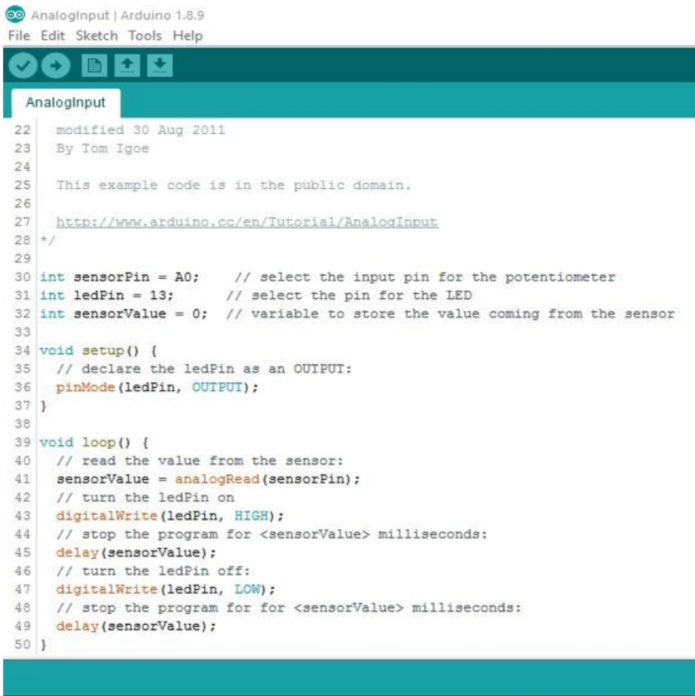 AnalogInput | Arduino 1.8.9
File Edit Sketch Tools Help
AnalogInput
22 modified 30 Aug 2011
23 By Tom Igoe
24
25 This example code is in the public domain.
26
27 http://www.arduino.cc/en/Tutorial/AnalogInput
28 */
29
30 int sensorPin = A0; // select the input pin for the potentiometer
31 int ledPin = 13; // select the pin for the LED
32 int sensorValue = 0; // variable to store the value coming from the sensor
33
34 void setup() {
35 // declare the ledPin as an OUTPUT:
36 pinMode(ledPin, OUTPUT);
37 }
38
39 void loop() {
40 // read the value from the sensor:
41 sensorValue = analogRead(sensorPin);
42 // turn the ledPin on
43 digitalWrite(ledPin, HIGH);
44 // stop the program for <sensorValue> milliseconds:
45 delay(sensorValue);
46 // turn the ledPin off:
47 digitalWrite(ledPin, LOW);
48 // stop the program for for <sensorValue> milliseconds:
49 delay(sensorValue);
50 }